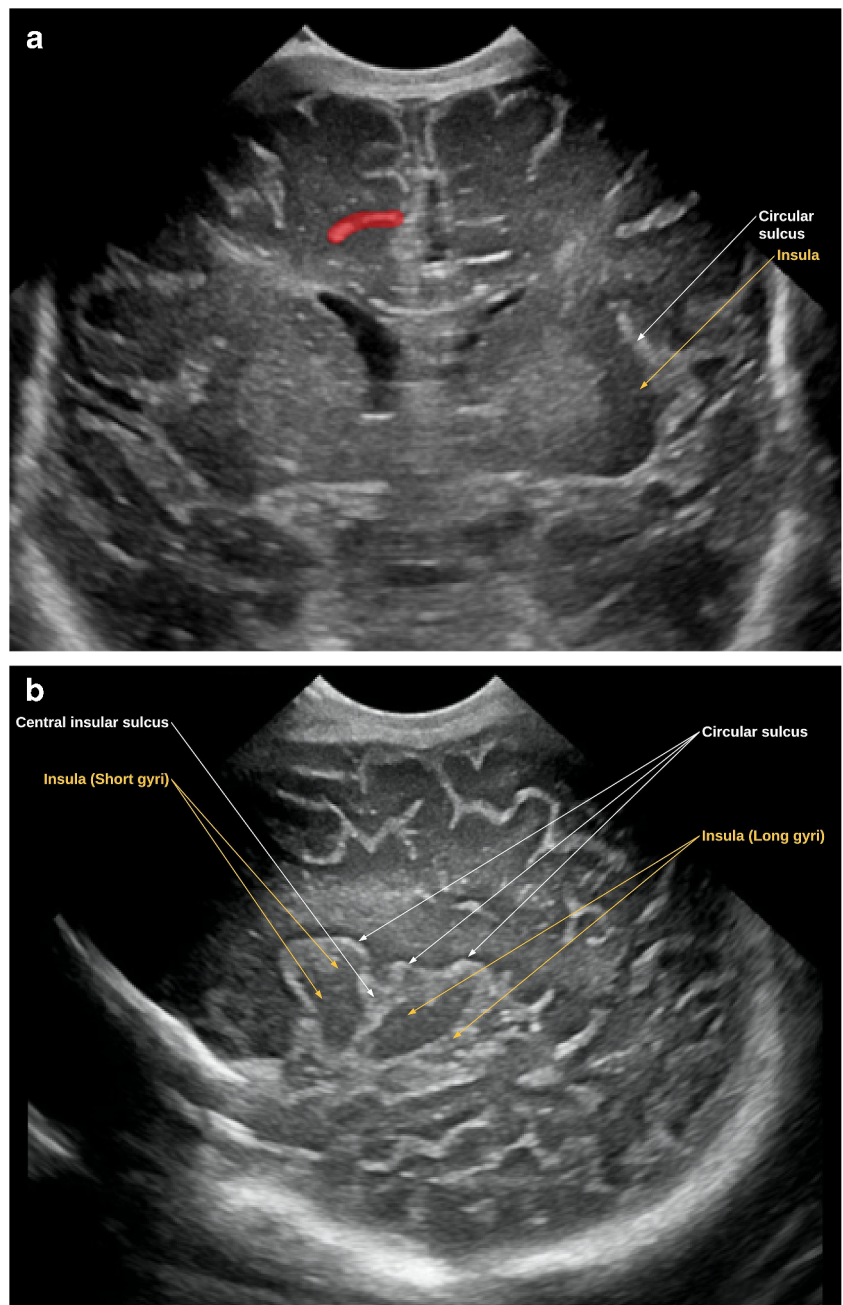 a
Circular
sulcus
Insula
b
Central insular sulcus
Circular sulcus
Insula (Short gyri)
Insula (Long gyri)